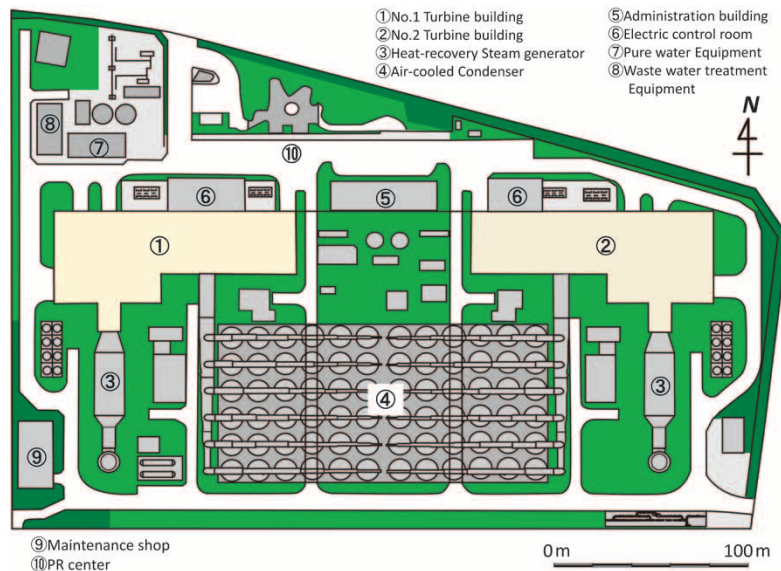 ①No.1 Turbine building
②No.2 Turbine building
③Heat-recovery Steam generator
④Air-cooled Condenser
⑤Administration building
⑥Electric control room
⑦Pure water Equipment
⑧Waste water treatment
Equipment
N
⑧
⑦
⑩
⑥
⑤
⑥
①
②
③
④
③
⑨
⑨Maintenance shop
⑩PR center
0m
100m